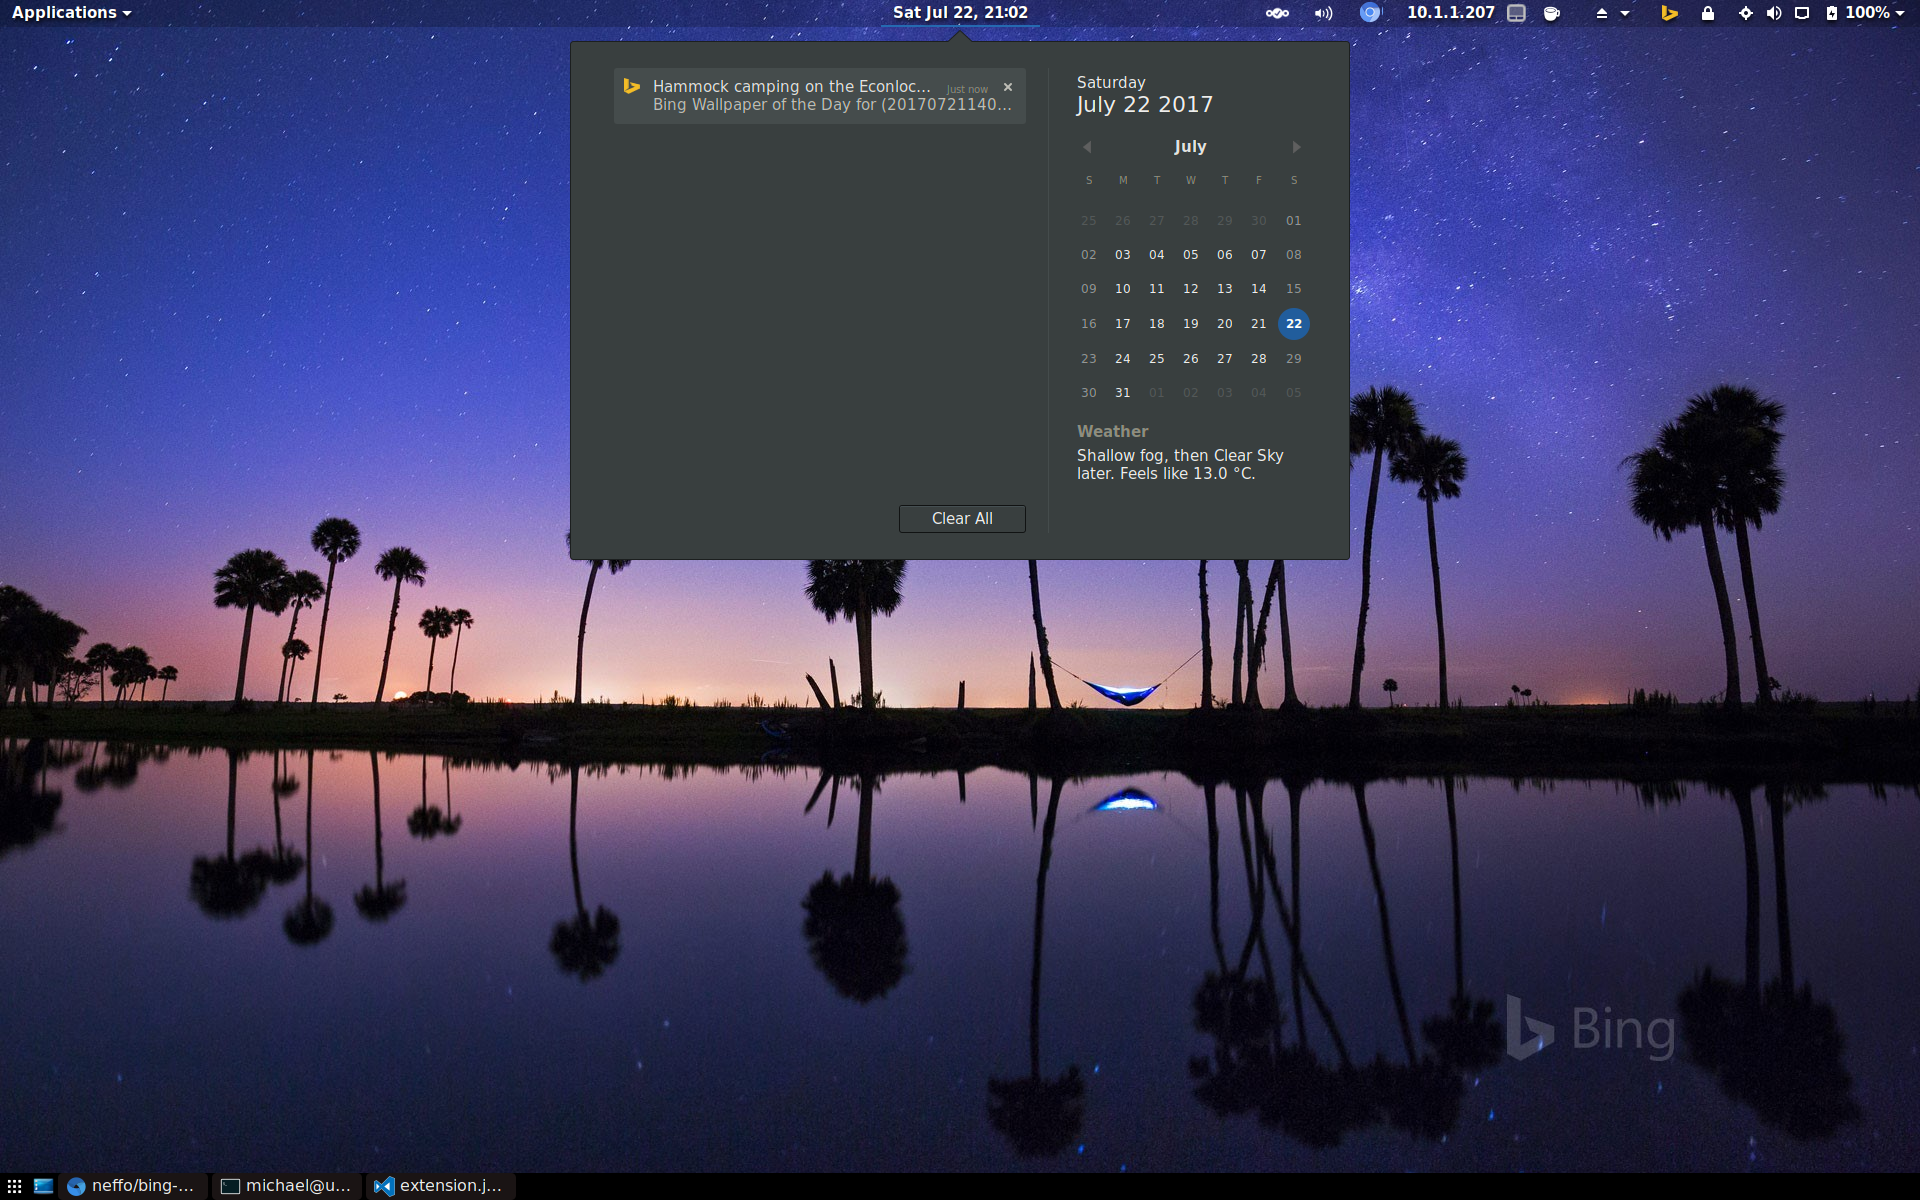 Applications
Sat Jul 22, 21:02
10.1.1.207
100%
Hammock camping on the Econloc...
Just now
Bing Wallpaper of the Day for (20170721140...
Clear All
Saturday
July 22 2017
July
S M T W T F S
25 26 27 28 29 30 01
02 03 04 05 06 07 08
09 10 11 12 13 14 15
16 17 18 19 20 21 22
23 24 25 26 27 28 29
30 31 01 02 03 04 05
Weather
Shallow fog, then Clear Sky
later. Feels like 13.0 °C.
Bing
neffo/bing-...
michael@u...
extension.j...